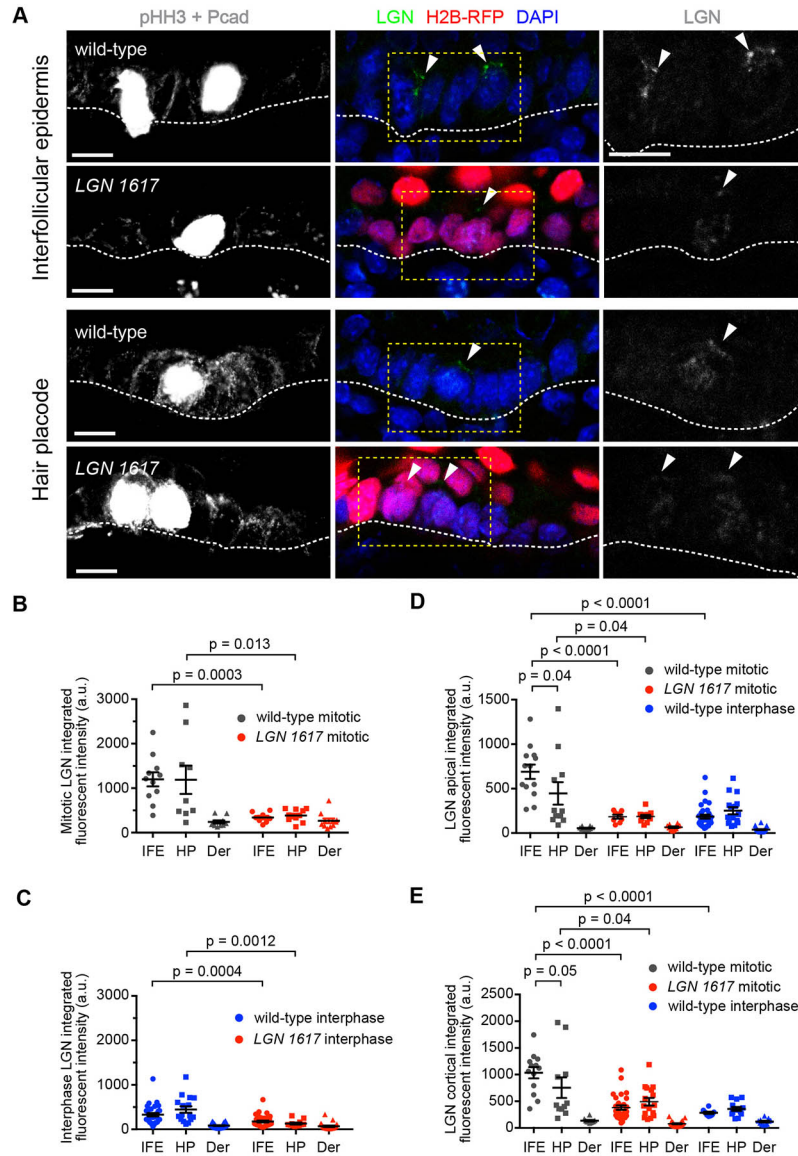 A
pHH3 + Pcad
LGN H2B-RFP DAPI
LGN
Interfollicular epidermis
wild-type
LGN 1617
Hair placode
wild-type
LGN 1617
B
p = 0.013
p = 0.0003
Mitotic LGN integrated
fluorescent intensity (a.u.)
3000
2000
1000
500
0
wild-type mitotic
LGN 1617 mitotic
IFE HP Der IFE HP Der
C
p = 0.0012
p = 0.0004
Interphase LGN integrated
fluorescent intensity (a.u.)
3000
2000
1000
500
0
wild-type interphase
LGN 1617 interphase
IFE HP Der IFE HP Der
D
p < 0.0001
p = 0.04
p < 0.0001
p = 0.04
LGN apical integrated
fluorescent intensity (a.u.)
1500
1000
500
0
wild-type mitotic
LGN 1617 mitotic
wild-type interphase
IFE HP Der IFE HP Der IFE HP Der
E
p < 0.0001
p = 0.04
p < 0.0001
p = 0.05
LGN cortical integrated
fluorescent intensity (a.u.)
2500
2000
1500
1000
500
0
wild-type mitotic
LGN 1617 mitotic
wild-type interphase
IFE HP Der IFE HP Der IFE HP Der